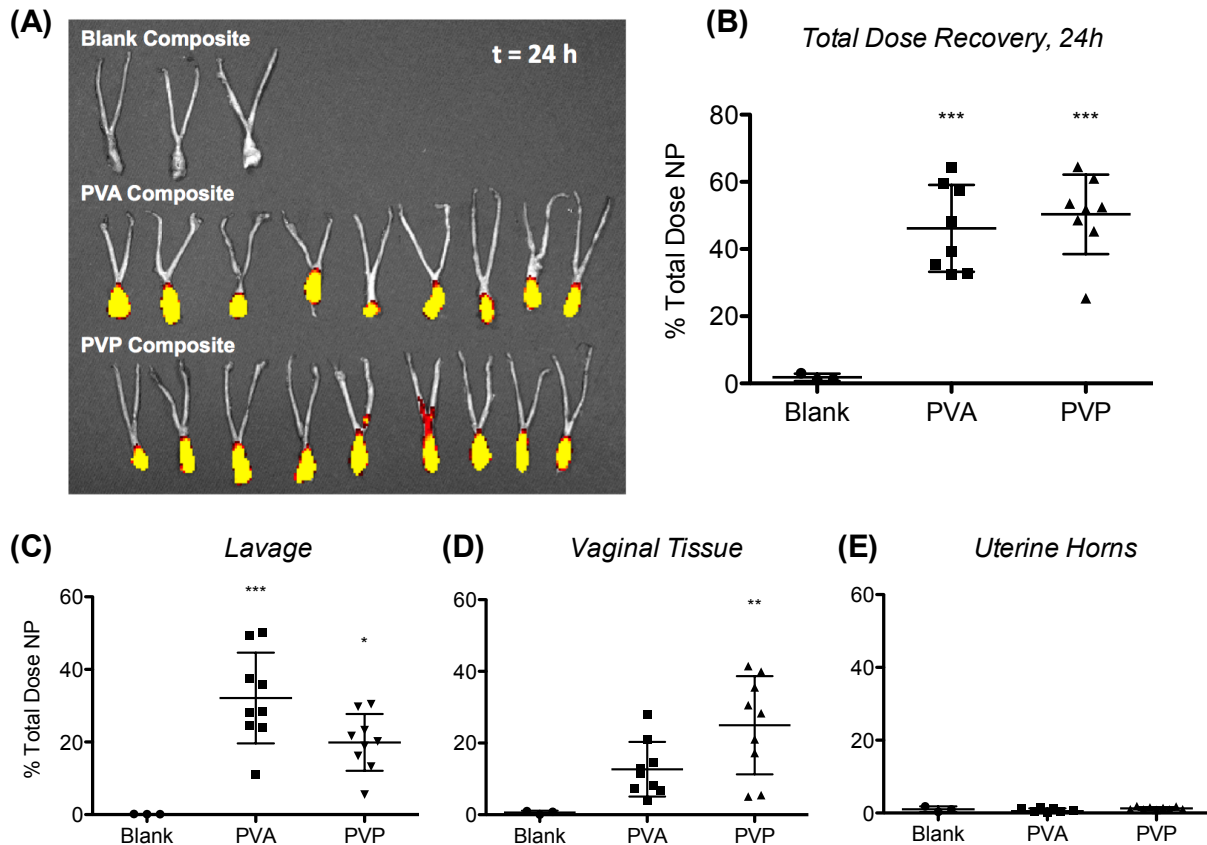 (A)
Blank Composite
t = 24 h
PVA Composite
PVP Composite
(B)
Total Dose Recovery, 24h
% Total Dose NP
80
60
40
20
0
***
***
Blank PVA PVP
(C)
Lavage
% Total Dose NP
60
40
20
0
***
*
Blank PVA PVP
(D)
Vaginal Tissue
60
40
20
0
**
Blank PVA PVP
(E)
Uterine Horns
60
40
20
0
Blank PVA PVP